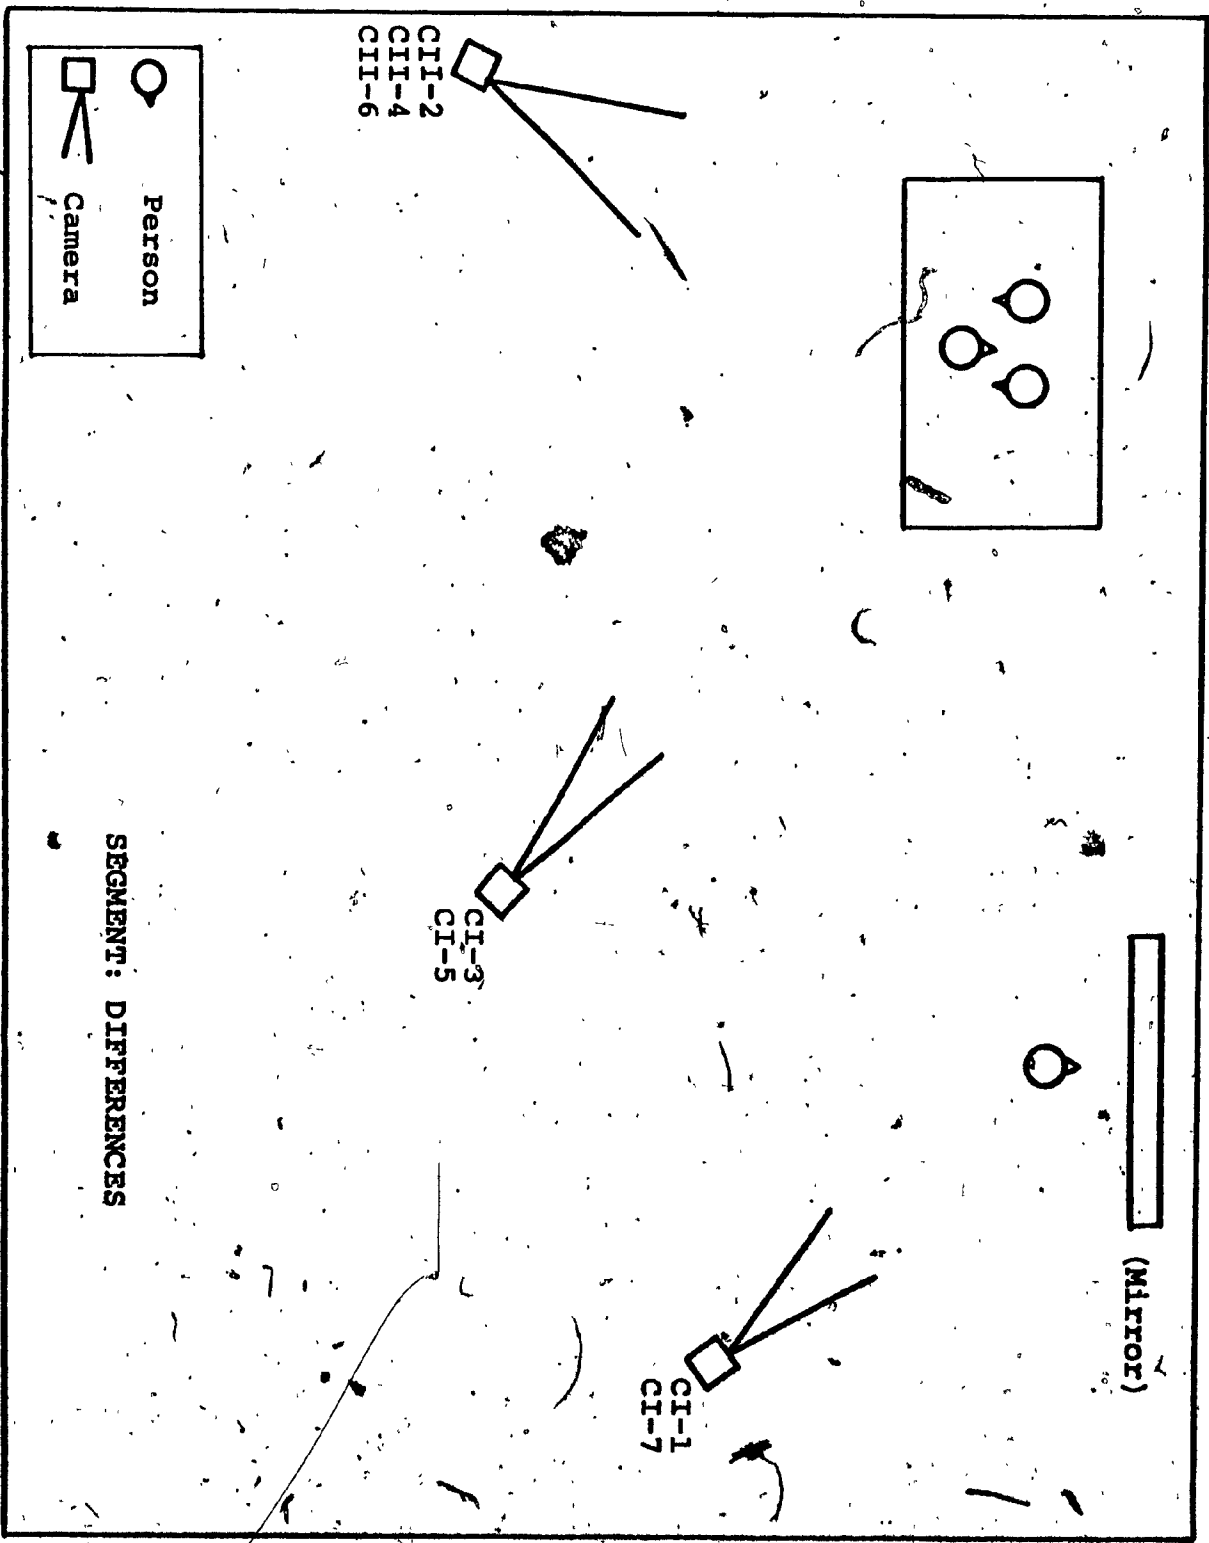 (Mirror)
CI-1
CI-7
CI-3
CI-5
CII-2
CII-4
CII-6
Person
Camera
SEGMENT: DIFFERENCES